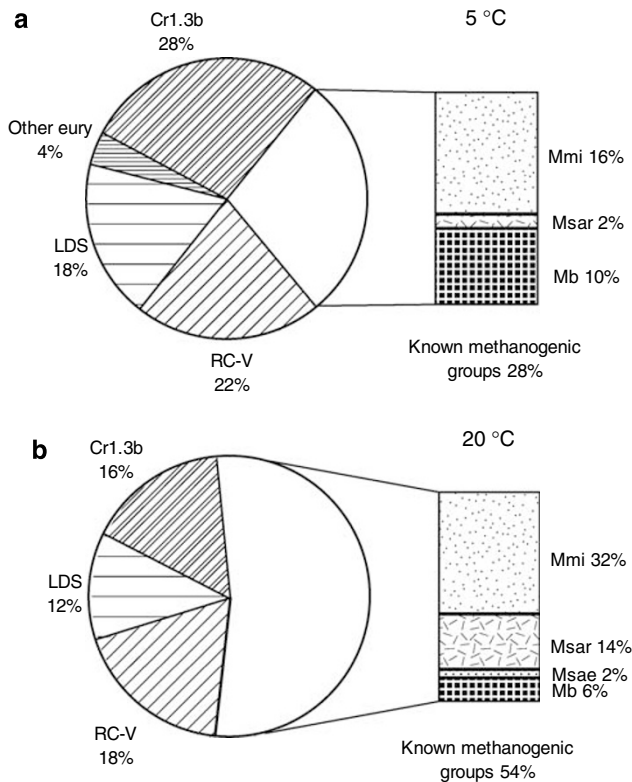 a
Cr1.3b
28%
5 °C
Other eury
4%
Mmi 16%
Msar 2%
LDS
18%
Mb 10%
RC-V
22%
Known methanogenic
groups 28%
b
Cr1.3b
16%
20 °C
Mmi 32%
LDS
12%
Msar 14%
Msae 2%
Mb 6%
RC-V
18%
Known methanogenic
groups 54%